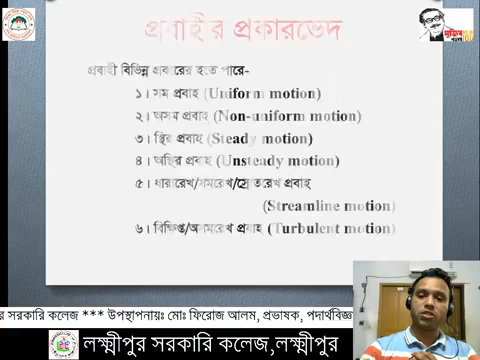 প্রবাহীর প্রকারভেদ
প্রবাহী বিভিন্ন প্রকারের হতে পারে-
১। সম প্রবাহ (Uniform motion)
২। অসম প্রবাহ (Non-uniform motion)
৩। স্থির প্রবাহ (Steady motion)
৪। অস্থির প্রবাহ (Unsteady motion)
৫। ধারারেখ/সমরেখ/স্রোতরেখ প্রবাহ
(Streamline motion)
৬। বিক্ষিপ্ত/অসমরেখ প্রবাহ (Turbulent motion)
র সরকারি কলেজ *** উপস্থাপনায়ঃ মোঃ ফিরোজ আলম, প্রভাষক, পদার্থবিজ্ঞা
লক্ষ্মীপুর সরকারি কলেজ,লক্ষ্মীপুর